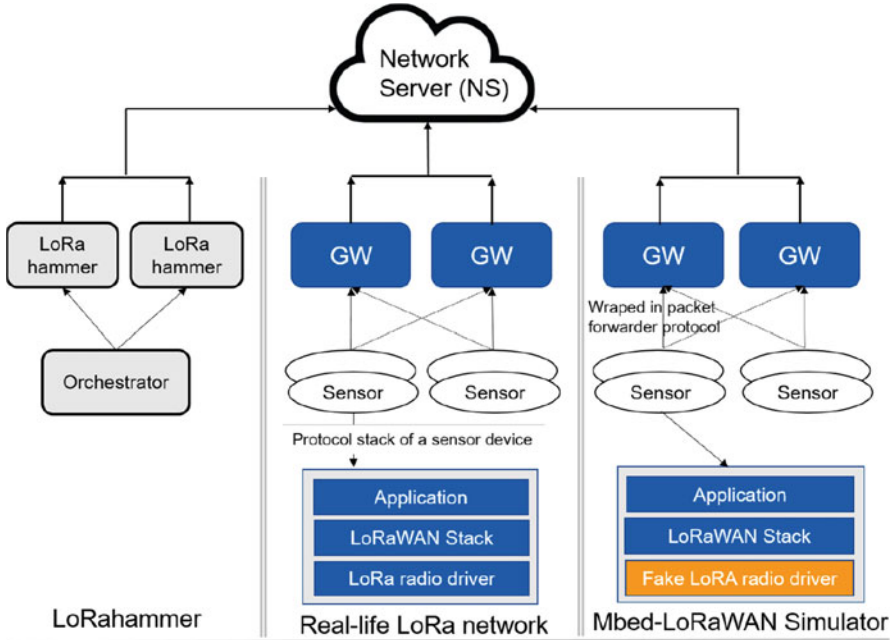 Network
Server (NS)
LoRa
hammer
LoRa
hammer
Orchestrator
LoRahammer
GW
GW
Sensor
Sensor
Protocol stack of a sensor device
Application
LoRaWAN Stack
LoRa radio driver
Real-life LoRa network
GW
GW
Wraped in packet
forwarder protocol
Sensor
Sensor
Application
LoRaWAN Stack
Fake LoRA radio driver
Mbed-LoRaWAN Simulator